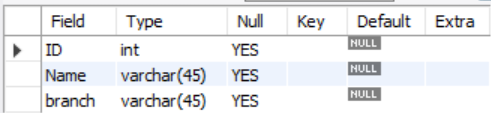 Field Type Null Key Default Extra
ID int YES NULL
Name varchar(45) YES NULL
branch varchar(45) YES NULL